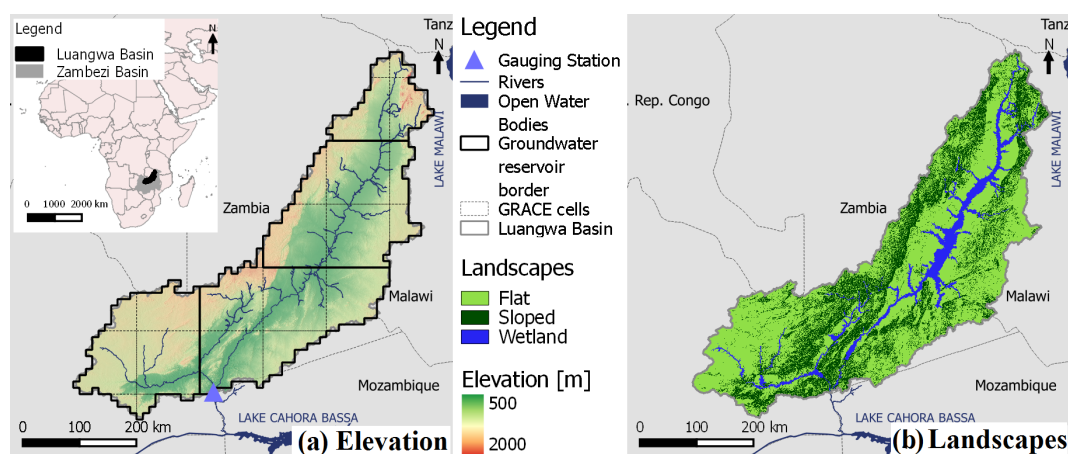 Legend
Luangwa Basin
Zambezi Basin
N
0 1000 2000 km
Tanz
N
LAKE MALAWI
Zambia
Malawi
Mozambique
LAKE CAHORA BASSA
0 100 200 km
(a) Elevation
Legend
Gauging Station
Rivers
Open Water
Bodies
Groundwater
reservoir
border
GRACE cells
Luangwa Basin
Landscapes
Flat
Sloped
Wetland
Elevation [m]
500
2000
Tanz
N
. Rep. Congo
LAKE MALAWI
Zambia
Malawi
Mozambique
LAKE CAHORA BASSA
0 100 200 km
(b) Landscapes